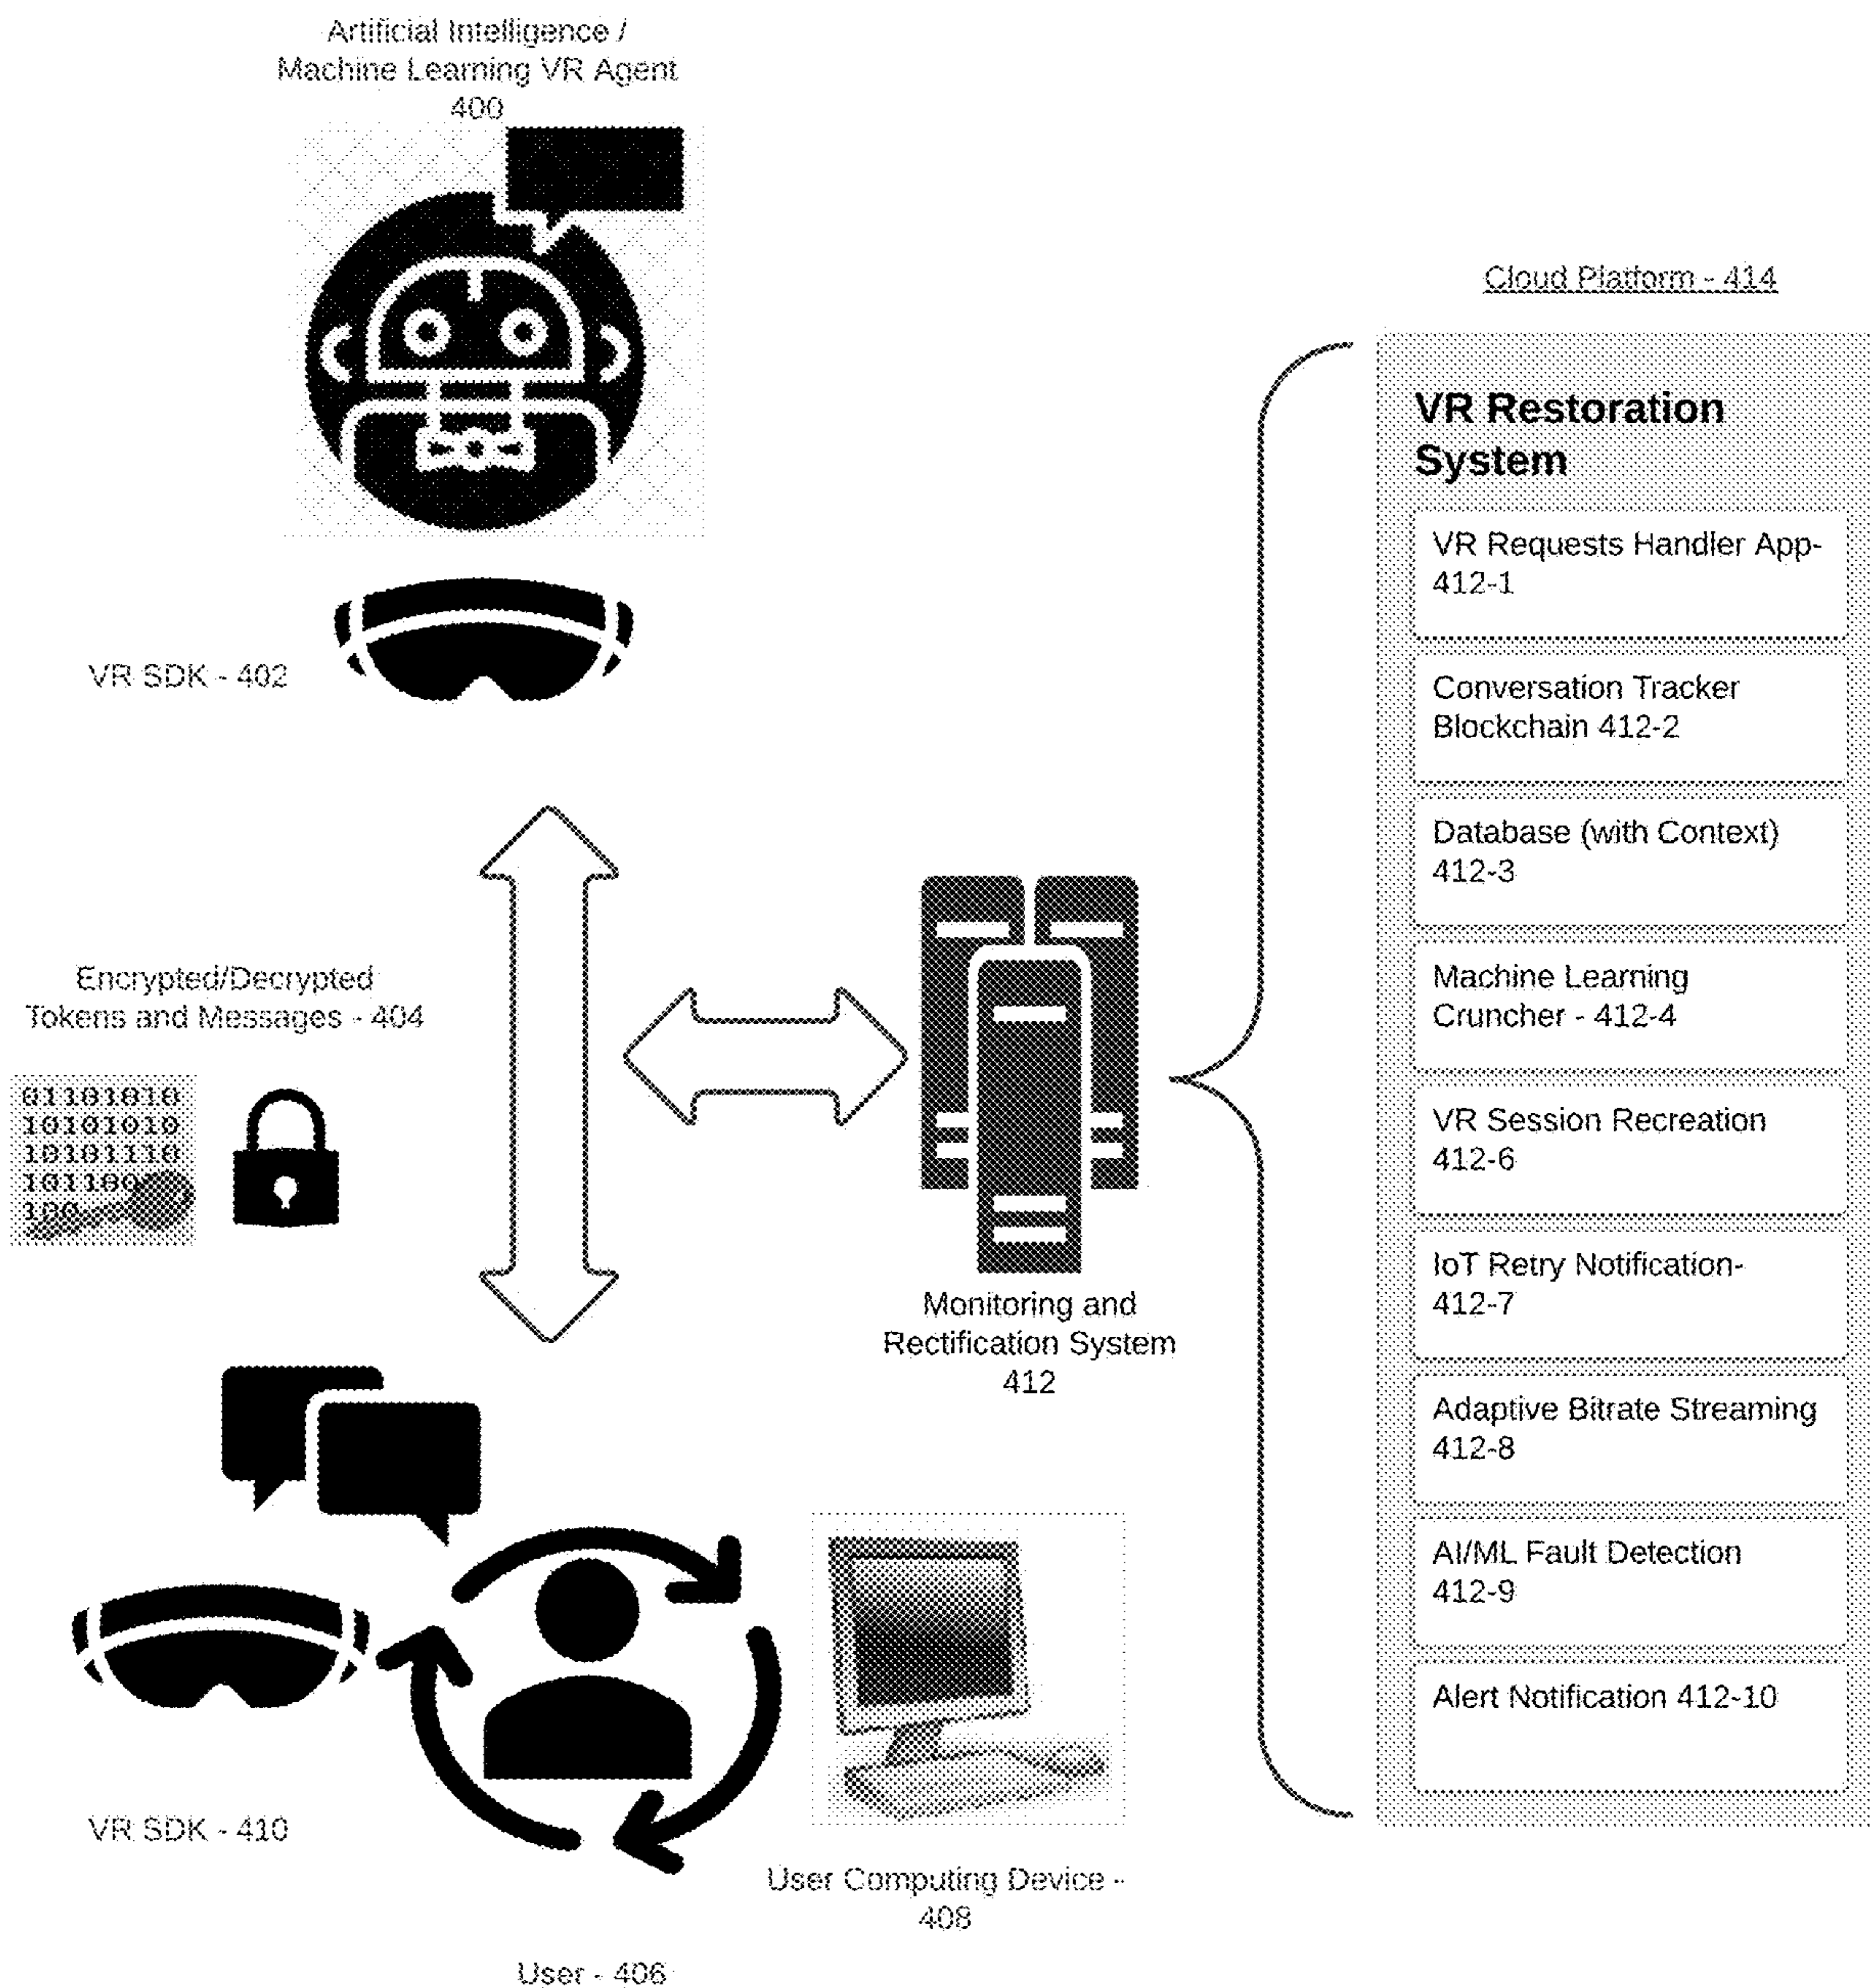 Artificial Intelligence /
Machine Learning VR Agent
400
VR SDK - 402
Encrypted/Decrypted
Tokens and Messages - 404
01101010
10101010
10101110
101100
100
Monitoring and
Rectification System
412
VR SDK - 410
User Computing Device -
408
User - 406
Cloud Platform - 414
VR Restoration
System
VR Requests Handler App-
412-1
Conversation Tracker
Blockchain 412-2
Database (with Context)
412-3
Machine Learning
Cruncher - 412-4
VR Session Recreation
412-6
IoT Retry Notification-
412-7
Adaptive Bitrate Streaming
412-8
AI/ML Fault Detection
412-9
Alert Notification 412-10